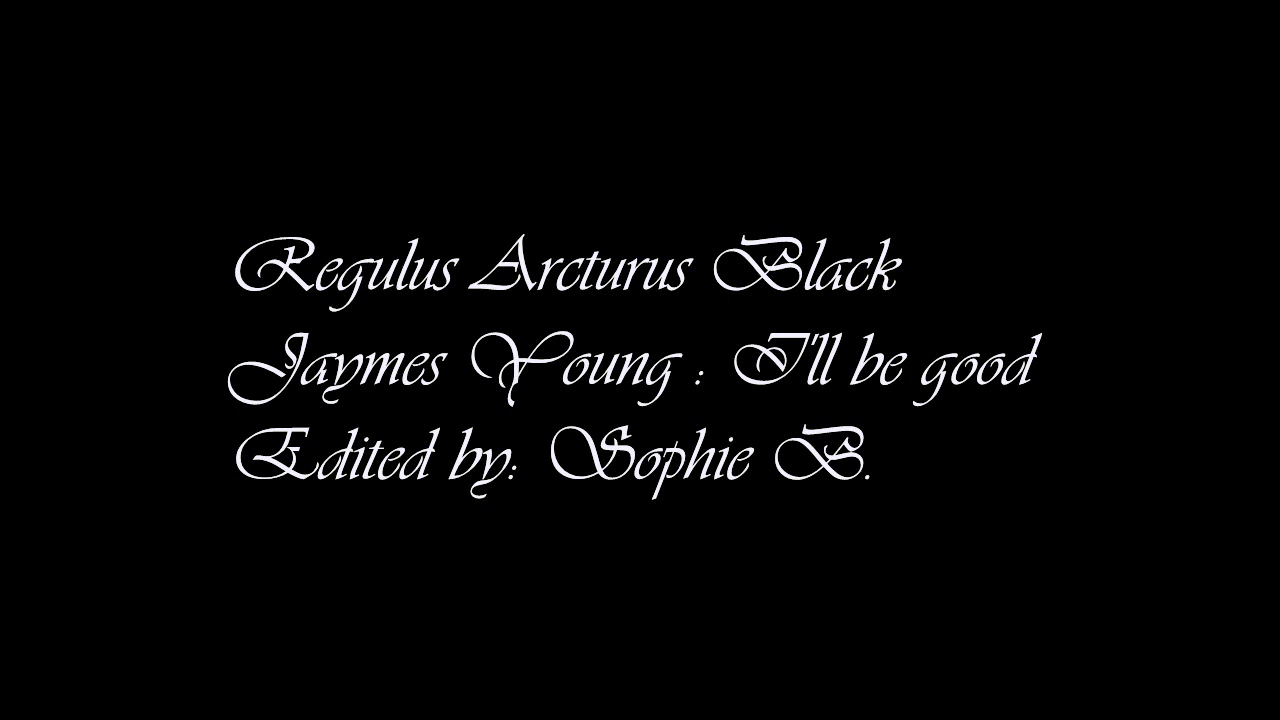 Regulus Arcturus Black
Jaymes Young : I'll be good
Edited by: Sophie B.